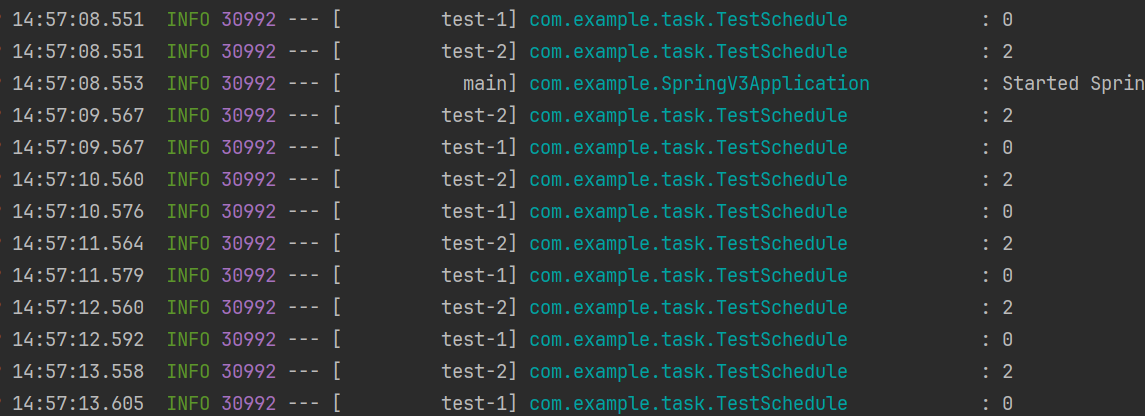 14:57:08.551  INFO 30992 --- [         test-1] com.example.task.TestSchedule            : 0
14:57:08.551  INFO 30992 --- [         test-2] com.example.task.TestSchedule            : 2
14:57:08.553  INFO 30992 --- [           main] com.example.SpringV3Application          : Started Sprin
14:57:09.567  INFO 30992 --- [         test-2] com.example.task.TestSchedule            : 2
14:57:09.567  INFO 30992 --- [         test-1] com.example.task.TestSchedule            : 0
14:57:10.560  INFO 30992 --- [         test-2] com.example.task.TestSchedule            : 2
14:57:10.576  INFO 30992 --- [         test-1] com.example.task.TestSchedule            : 0
14:57:11.564  INFO 30992 --- [         test-2] com.example.task.TestSchedule            : 2
14:57:11.579  INFO 30992 --- [         test-1] com.example.task.TestSchedule            : 0
14:57:12.560  INFO 30992 --- [         test-2] com.example.task.TestSchedule            : 2
14:57:12.592  INFO 30992 --- [         test-1] com.example.task.TestSchedule            : 0
14:57:13.558  INFO 30992 --- [         test-2] com.example.task.TestSchedule            : 2
14:57:13.605  INFO 30992 --- [         test-1] com.example.task.TestSchedule            : 0